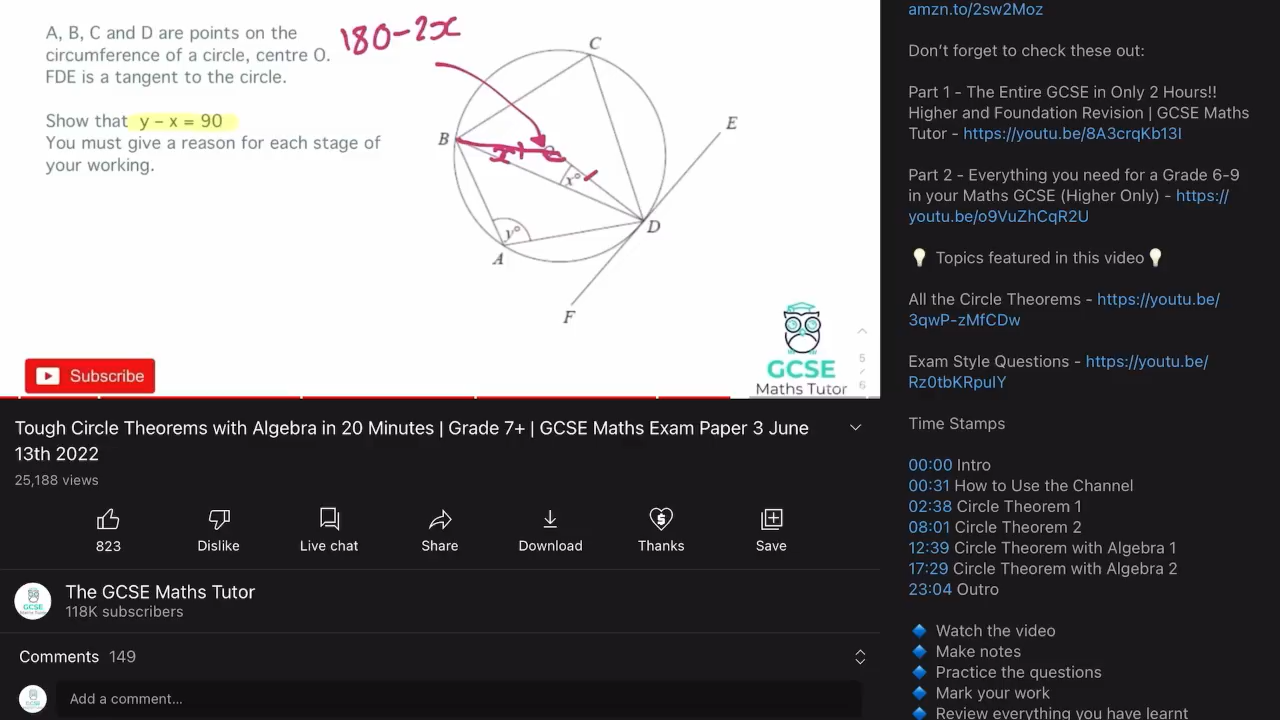 A, B, C and D are points on the
circumference of a circle, centre O.
FDE is a tangent to the circle.
180-2x
Show that y – x = 90
You must give a reason for each stage of
your working.
C
E
B
x
x°
D
y°
A
F
GCSE
Maths Tutor
5
/
6
Subscribe
Tough Circle Theorems with Algebra in 20 Minutes | Grade 7+ | GCSE Maths Exam Paper 3 June
13th 2022
25,188 views
823
Dislike
Live chat
Share
Download
Thanks
Save
GCSE
The GCSE Maths Tutor
118K subscribers
Comments 149
Add a comment...
amzn.to/2sw2Moz
Don't forget to check these out:
Part 1 - The Entire GCSE in Only 2 Hours!!
Higher and Foundation Revision | GCSE Maths
Tutor - https://youtu.be/8A3crqKb13I
Part 2 - Everything you need for a Grade 6-9
in your Maths GCSE (Higher Only) - https://
youtu.be/o9VuZhCqR2U
💡 Topics featured in this video💡
All the Circle Theorems - https://youtu.be/
3qwP-zMfCDw
Exam Style Questions - https://youtu.be/
Rz0tbKRpuIY
Time Stamps
00:00 Intro
00:31 How to Use the Channel
02:38 Circle Theorem 1
08:01 Circle Theorem 2
12:39 Circle Theorem with Algebra 1
17:29 Circle Theorem with Algebra 2
23:04 Outro
🔷 Watch the video
🔷 Make notes
🔷 Practice the questions
🔷 Mark your work
🔷 Review everything you have learnt